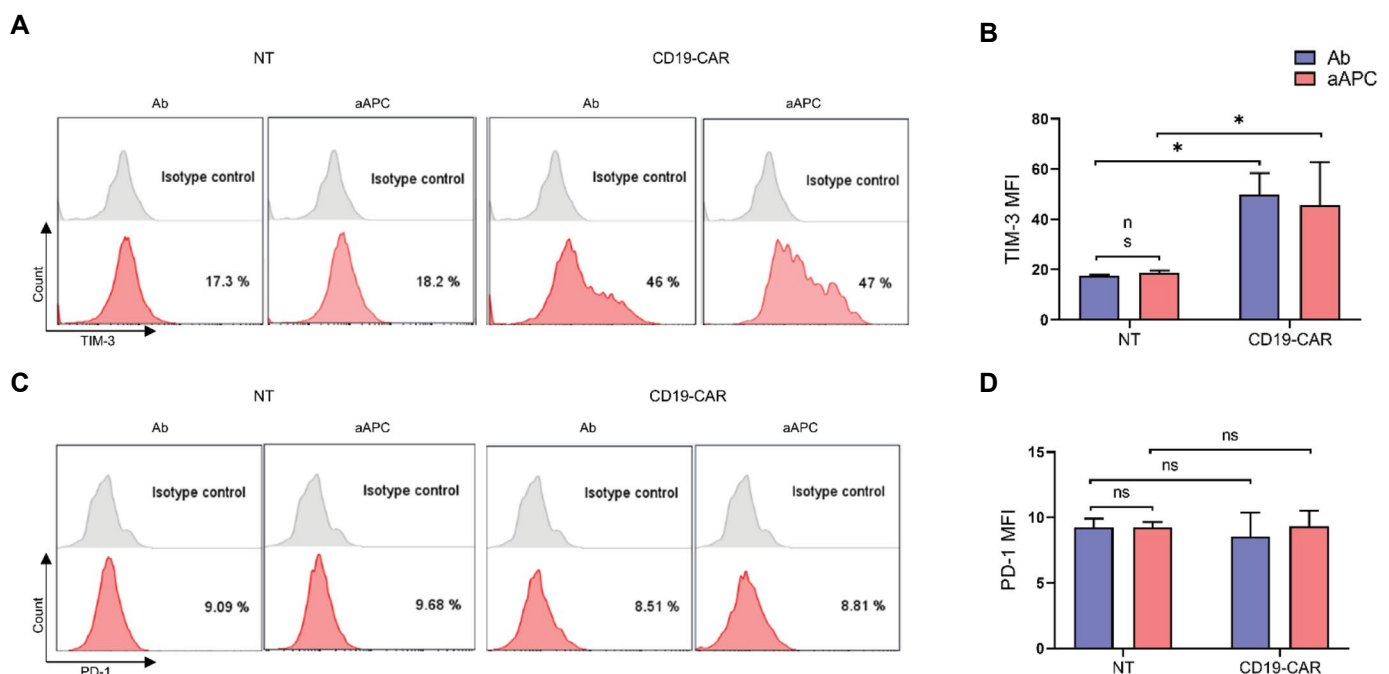 A
NT
CD19-CAR
Ab
aAPC
Ab
aAPC
Isotype control
Isotype control
Isotype control
Isotype control
17.3 %
18.2 %
46 %
47 %
Count
TIM-3
B
Ab
aAPC
TIM-3 MFI
80
60
40
20
0
*
*
n
s
NT
CD19-CAR
C
NT
CD19-CAR
Ab
aAPC
Ab
aAPC
Isotype control
Isotype control
Isotype control
Isotype control
9.09 %
9.68 %
8.51 %
8.81 %
Count
PD-1
D
PD-1 MFI
15
10
5
0
ns
ns
ns
NT
CD19-CAR